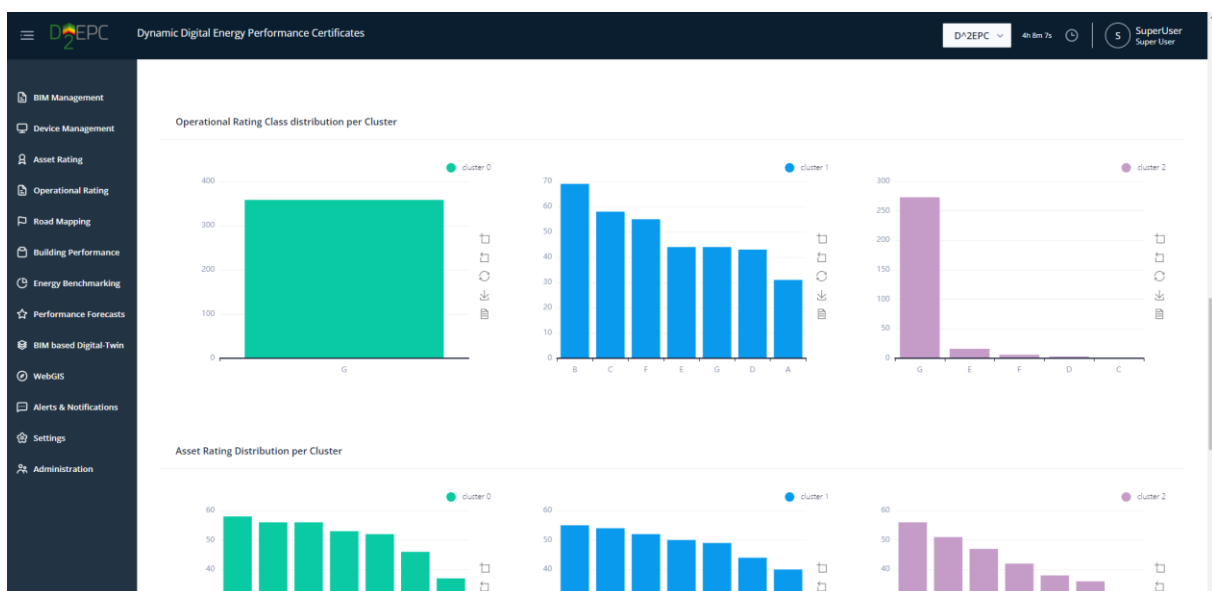 D2EPC
Dynamic Digital Energy Performance Certificates
D^2EPC
4h 8m 7s
S
SuperUser
Super User
BIM Management
Device Management
Asset Rating
Operational Rating
Road Mapping
Building Performance
Energy Benchmarking
Performance Forecasts
BIM based Digital-Twin
WebGIS
Alerts & Notifications
Settings
Administration
Operational Rating Class distribution per Cluster
cluster 0
400
300
200
100
0
G
cluster 1
70
60
50
40
30
20
10
0
B C F E G D A
cluster 2
300
250
200
150
100
50
0
G E F D C
Asset Rating Distribution per Cluster
cluster 0
60
50
40
cluster 1
60
50
40
cluster 2
60
50
40